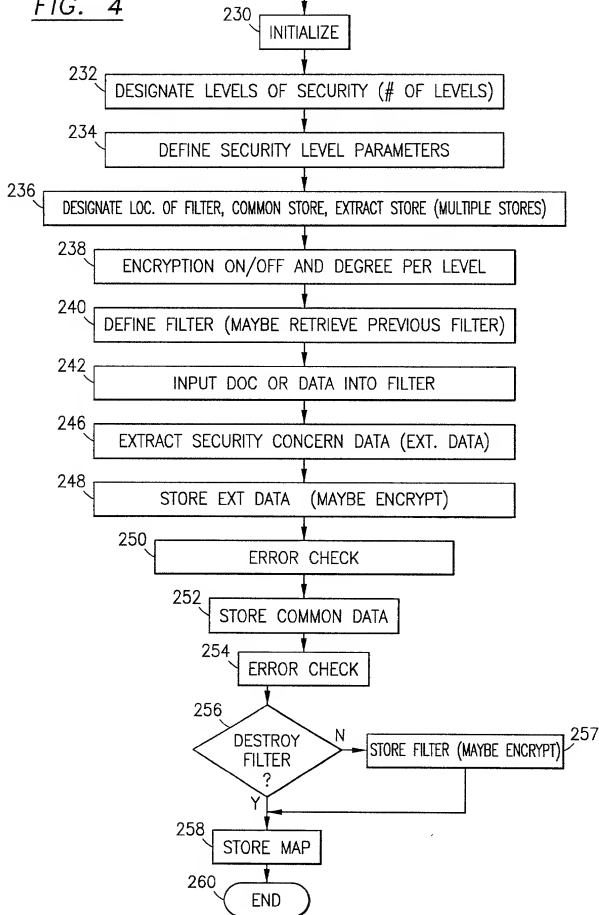 FIG. 4
230
INITIALIZE
232
DESIGNATE LEVELS OF SECURITY (# OF LEVELS)
234
DEFINE SECURITY LEVEL PARAMETERS
236
DESIGNATE LOC. OF FILTER, COMMON STORE, EXTRACT STORE (MULTIPLE STORES)
238
ENCRYPTION ON/OFF AND DEGREE PER LEVEL
240
DEFINE FILTER (MAYBE RETRIEVE PREVIOUS FILTER)
242
INPUT DOC OR DATA INTO FILTER
246
EXTRACT SECURITY CONCERN DATA (EXT. DATA)
248
STORE EXT DATA (MAYBE ENCRYPT)
250
ERROR CHECK
252
STORE COMMON DATA
254
ERROR CHECK
256
DESTROY
FILTER
?
N
STORE FILTER (MAYBE ENCRYPT)
257
Y
258
STORE MAP
260
END